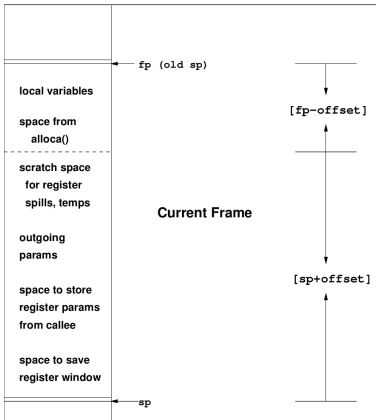 fp (old sp)
local variables
[fp-offset]
space from
alloca()
scratch space
for register
spills, temps
Current Frame
outgoing
params
[sp+offset]
space to store
register params
from callee
space to save
register window
sp